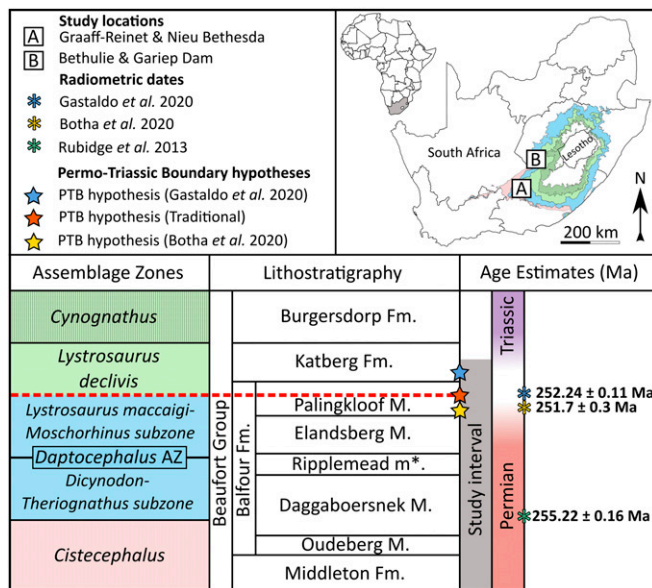 Study locations
A Graaff-Reinet & Nieu Bethesda
B Bethulie & Gariep Dam
Radiometric dates
Gastaldo et al. 2020
Botha et al. 2020
Rubidge et al. 2013
Permo-Triassic Boundary hypotheses
PTB hypothesis (Gastaldo et al. 2020)
PTB hypothesis (Traditional)
PTB hypothesis (Botha et al. 2020)
South Africa
Lesotho
B
A
N
200 km
Assemblage Zones
Lithostratigraphy
Age Estimates (Ma)
Cynognathus
Lystrosaurus
declivis
Lystrosaurus maccaigi-
Moschorhinus subzone
Daptocephalus AZ
Dicynodon-
Theriognathus subzone
Cistecephalus
Beaufort Group
Balfour Fm.
Burgersdorp Fm.
Katberg Fm.
Palingkloof M.
Elandsberg M.
Ripplemead m*.
Daggaboersnek M.
Oudeberg M.
Middleton Fm.
Study interval
Triassic
Permian
252.24 ± 0.11 Ma
251.7 ± 0.3 Ma
255.22 ± 0.16 Ma